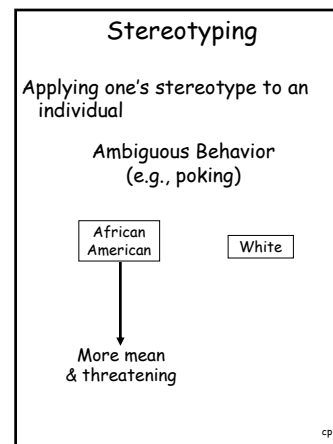 Stereotyping
Applying one's stereotype to an
individual
Ambiguous Behavior
(e.g., poking)
African
American
White
More mean
& threatening
cp